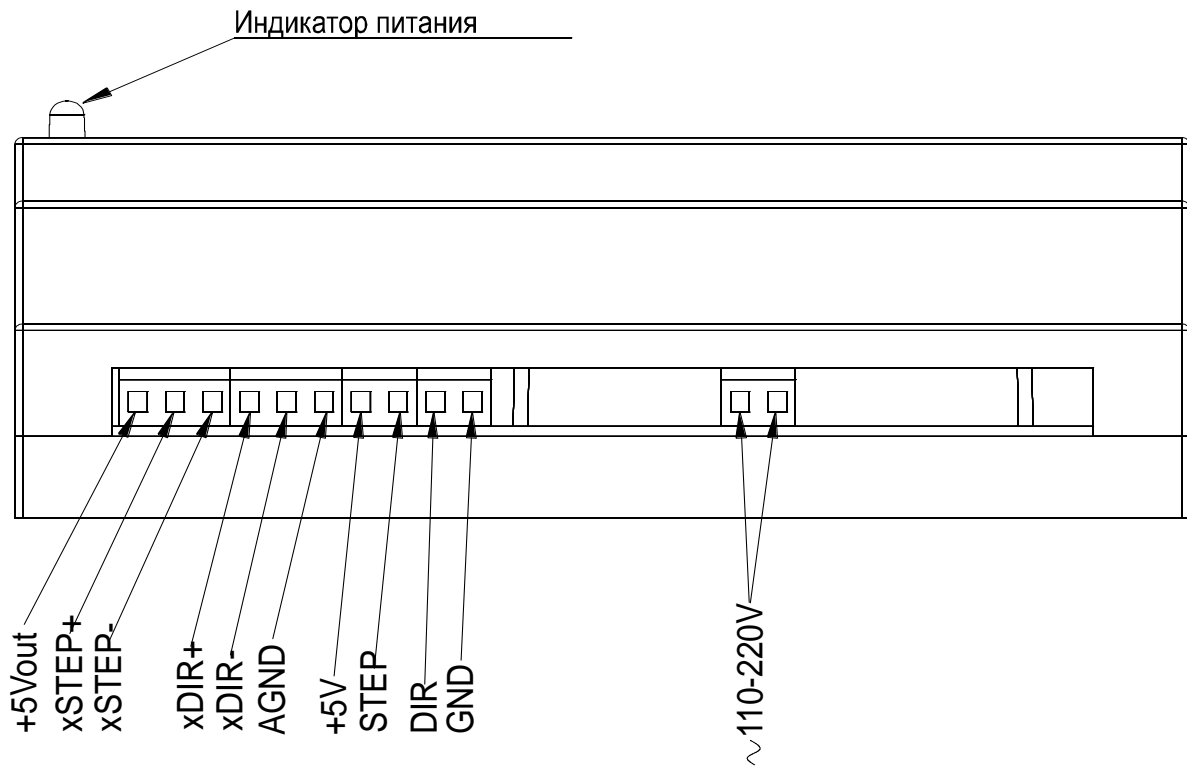 Индикатор питания
+5Vout
xSTEP+
xSTEP-
xDIR+
xDIR-
AGND
+5V
STEP
DIR
GND
~110-220V